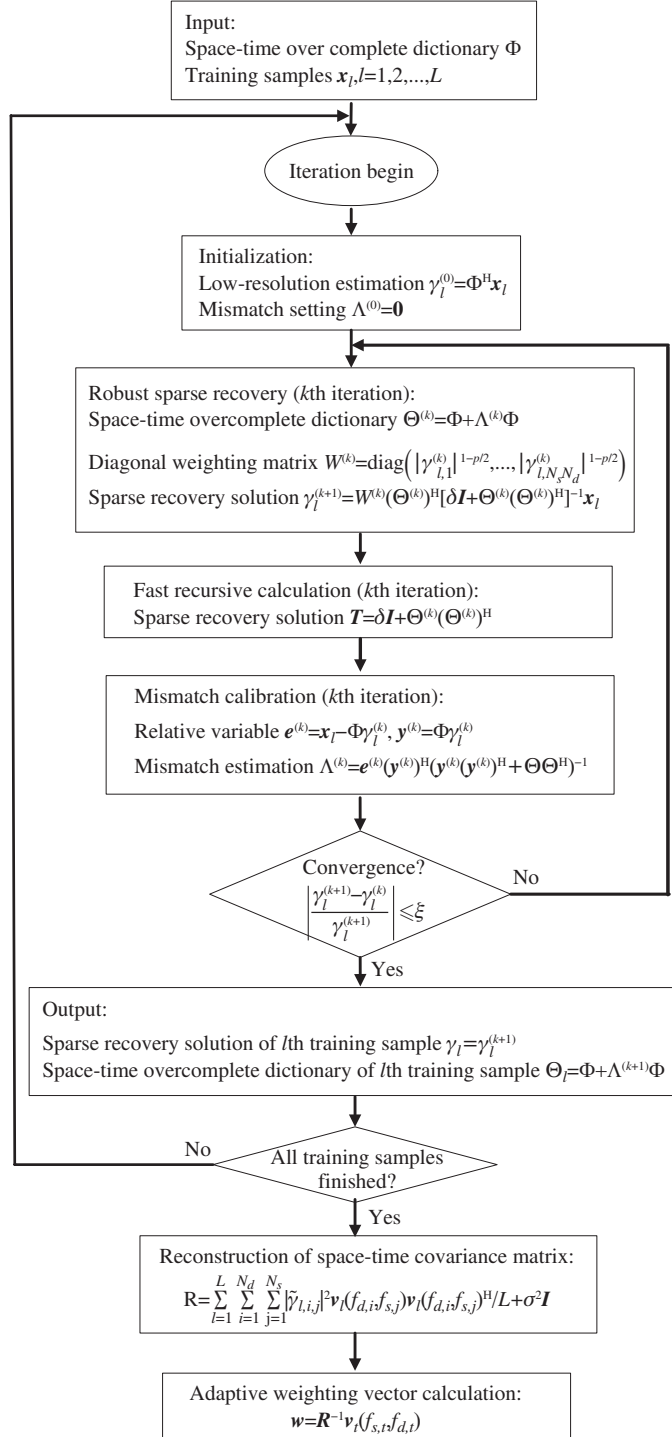 Input:
Space-time over complete dictionary Φ
Training samples x_l,l=1,2,...,L
Iteration begin
Initialization:
Low-resolution estimation γ_l^(0)=Φ^H x_l
Mismatch setting Λ^(0)=0
Robust sparse recovery (kth iteration):
Space-time overcomplete dictionary Θ^(k)=Φ+Λ^(k)Φ
Diagonal weighting matrix W^(k)=diag(|γ_{l,1}^(k)|^{1−p/2},...,|γ_{l,N_sN_d}^(k)|^{1−p/2})
Sparse recovery solution γ_l^(k+1)=W^(k)(Θ^(k))^H[δI+Θ^(k)(Θ^(k))^H]^−1 x_l
Fast recursive calculation (kth iteration):
Sparse recovery solution T=δI+Θ^(k)(Θ^(k))^H
Mismatch calibration (kth iteration):
Relative variable e^(k)=x_l−Φγ_l^(k), y^(k)=Φγ_l^(k)
Mismatch estimation Λ^(k)=e^(k)(y^(k))^H(y^(k)(y^(k))^H+ΘΘ^H)^−1
Convergence?
|(γ_l^(k+1)−γ_l^(k))/γ_l^(k+1)| ⩽ξ
No
Yes
Output:
Sparse recovery solution of lth training sample γ_l=γ_l^(k+1)
Space-time overcomplete dictionary of lth training sample Θ_l=Φ+Λ^(k+1)Φ
No
All training samples
finished?
Yes
Reconstruction of space-time covariance matrix:
R=∑_{l=1}^{L} ∑_{i=1}^{N_d} ∑_{j=1}^{N_s}|γ̃_{l,i,j}|^2 v_l(f_{d,i},f_{s,j})v_l(f_{d,i},f_{s,j})^H/L+σ^2 I
Adaptive weighting vector calculation:
w=R^−1 v_t(f_{s,t},f_{d,t})